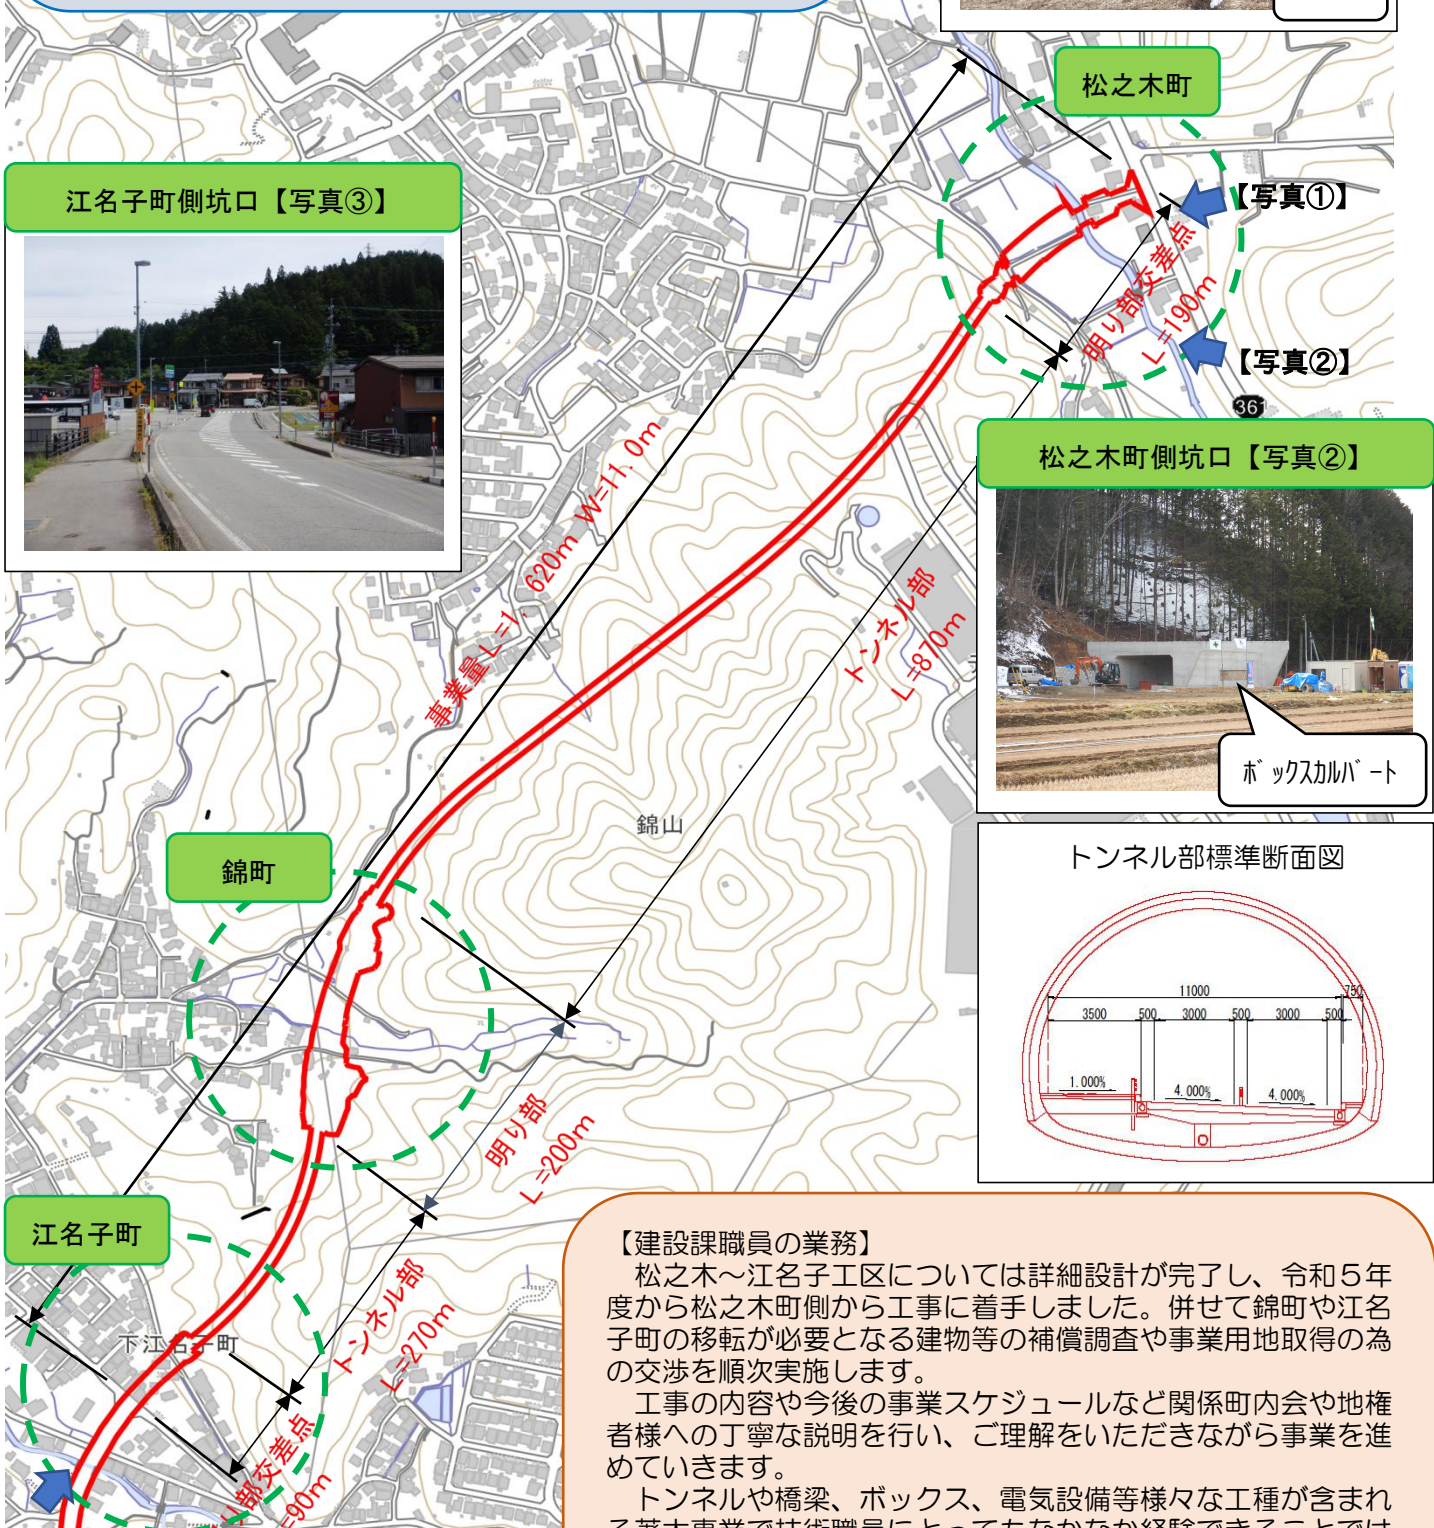 松之木町
江名子町側坑口【写真③】
【写真①】
明り部交差点
L=190m
【写真②】
361
松之木町側坑口【写真②】
事業量L=1,620m W=11.0m
トンネル部
L=870m
ボックスカルバート
錦山
錦町
トンネル部標準断面図
11000
750
3500
500
3000
500
3000
500
1.000%
4.000%
4.000%
明り部
L=200m
江名子町
下江名子町
トンネル部
L=270m
部交差点
=90m
【建設課職員の業務】
松之木～江名子工区については詳細設計が完了し、令和５年
度から松之木町側から工事に着手しました。併せて錦町や江名
子町の移転が必要となる建物等の補償調査や事業用地取得の為
の交渉を順次実施します。
工事の内容や今後の事業スケジュールなど関係町内会や地権
者様への丁寧な説明を行い、ご理解をいただきながら事業を進
めていきます。
トンネルや橋梁、ボックス、電気設備等様々な工種が含まれ